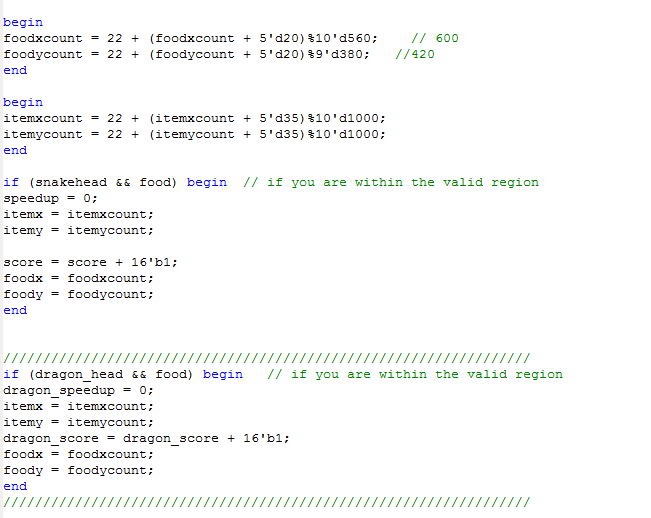 begin
foodxcount = 22 + (foodxcount + 5'd20)%10'd560;    // 600
foodycount = 22 + (foodycount + 5'd20)%9'd380;   //420
end
begin
itemxcount = 22 + (itemxcount + 5'd35)%10'd1000;
itemycount = 22 + (itemycount + 5'd35)%10'd1000;
end
if (snakehead && food) begin  // if you are within the valid region
speedup = 0;
itemx = itemxcount;
itemy = itemycount;
score = score + 16'b1;
foodx = foodxcount;
foody = foodycount;
end
//////////////////////////////////////////////////////////////////
if (dragon_head && food) begin   // if you are within the valid region
dragon_speedup = 0;
itemx = itemxcount;
itemy = itemycount;
dragon_score = dragon_score + 16'b1;
foodx = foodxcount;
foody = foodycount;
end
//////////////////////////////////////////////////////////////////